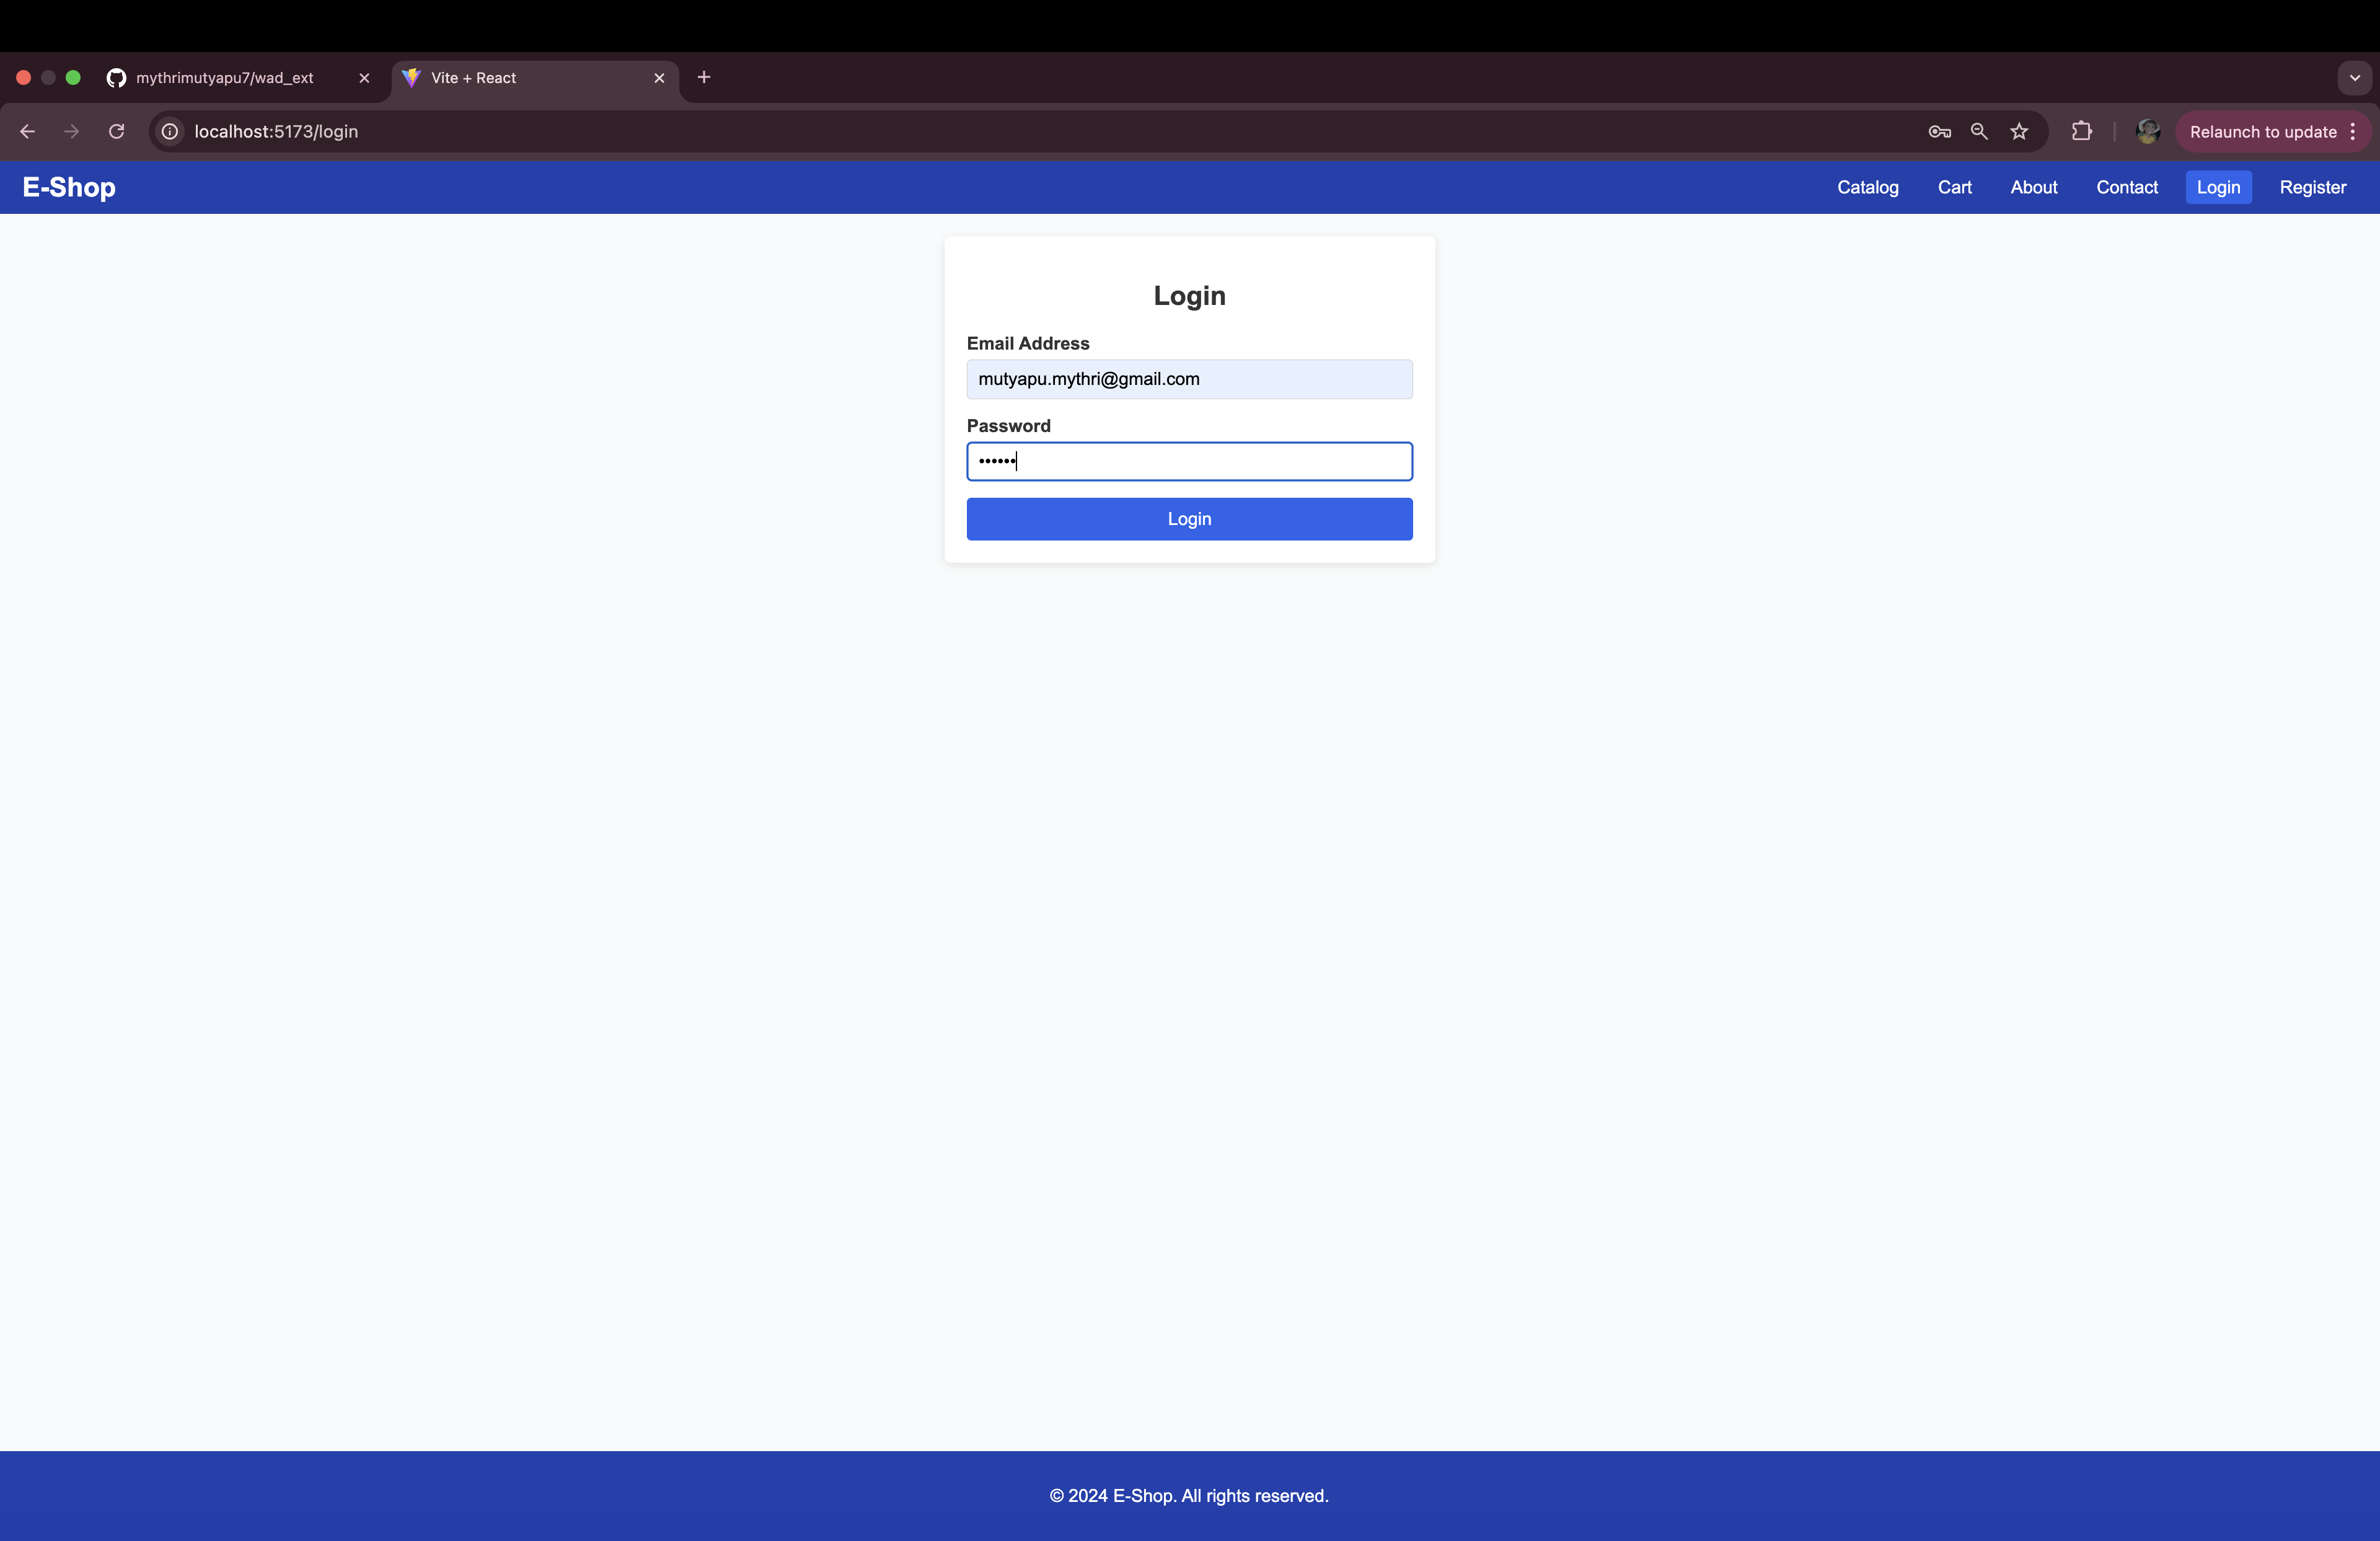 mythrimutyapu7/wad_ext
Vite + React
localhost:5173/login
Relaunch to update
E-Shop
Catalog Cart About Contact Login Register
Login
Email Address
mutyapu.mythri@gmail.com
Password
••••••
Login
© 2024 E-Shop. All rights reserved.